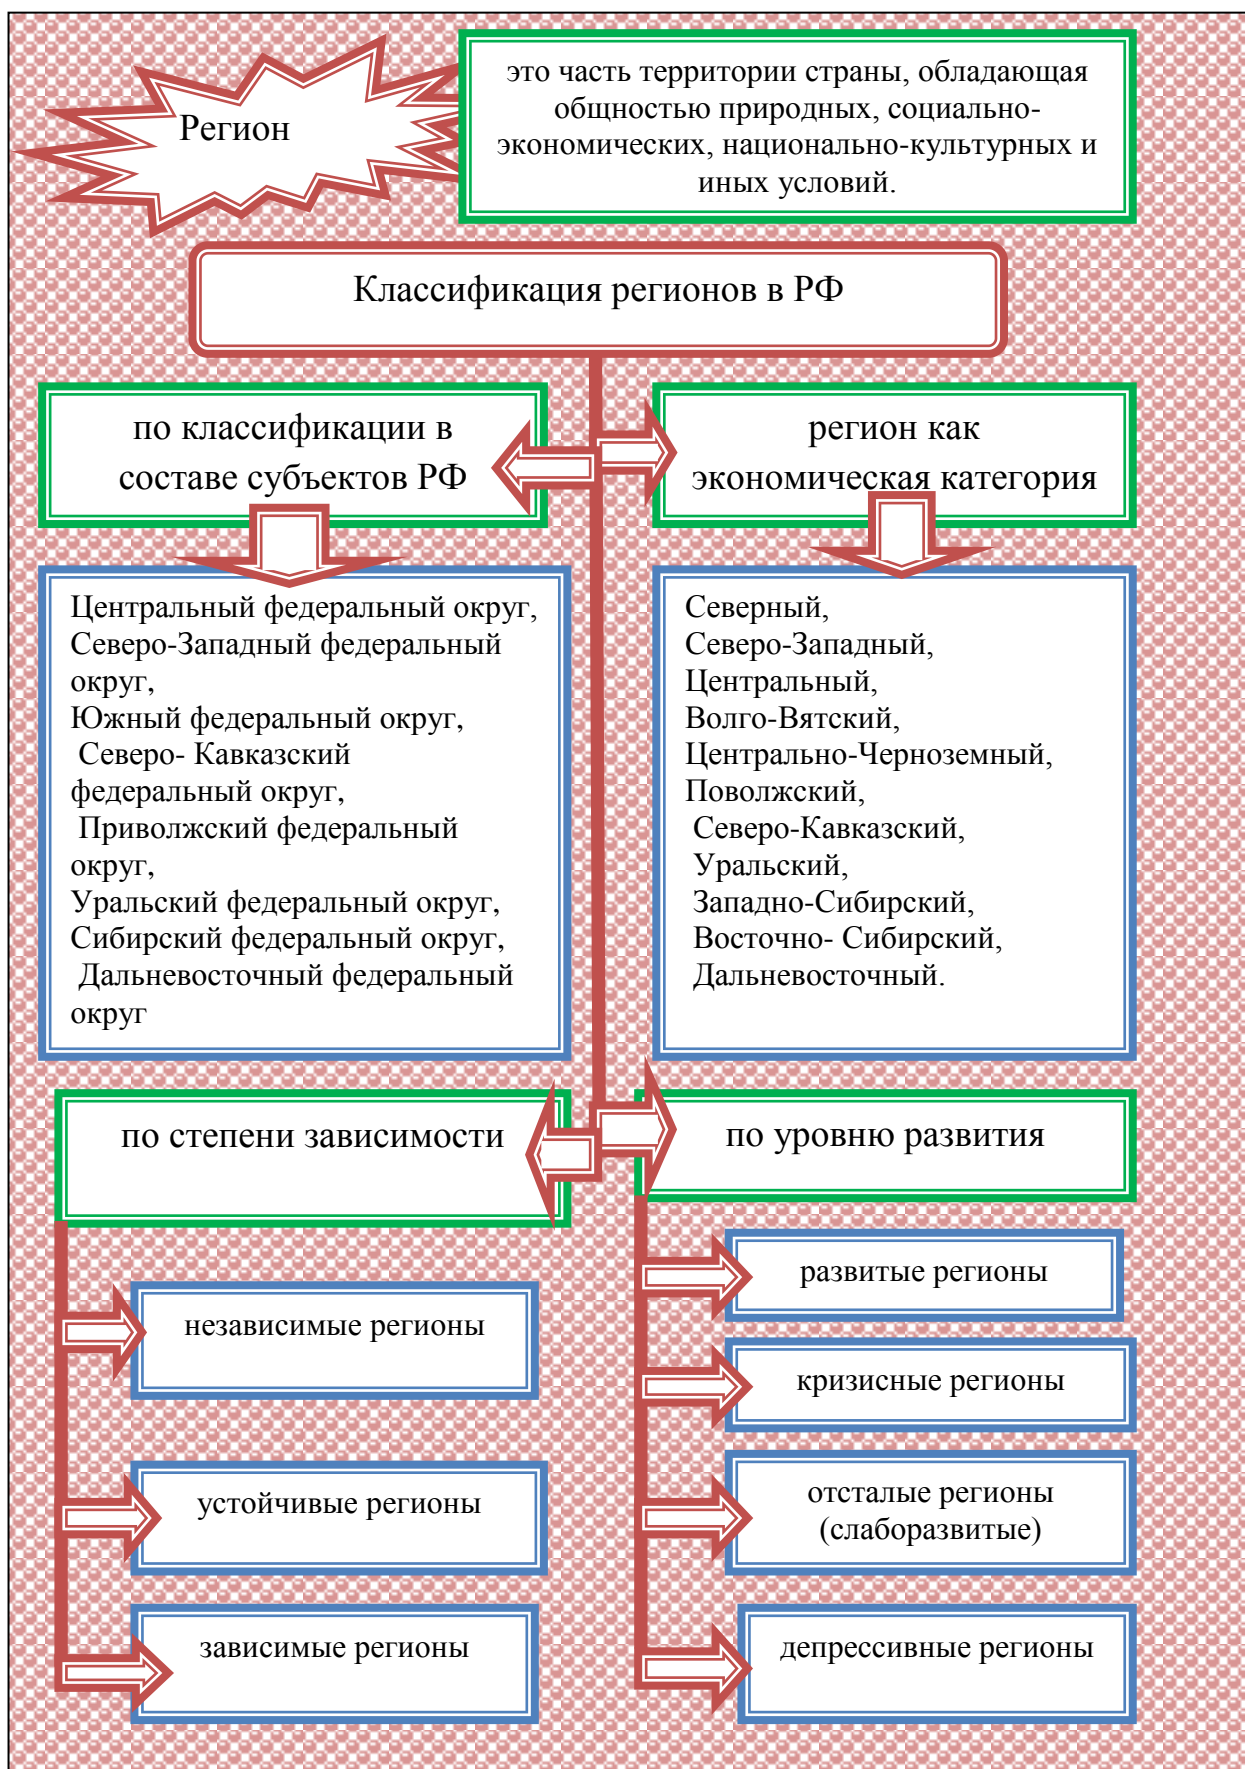 Регион
это часть территории страны, обладающая
общностью природных, социально-
экономических, национально-культурных и
иных условий.
Классификация регионов в РФ
по классификации в
составе субъектов РФ
регион как
экономическая категория
Центральный федеральный округ,
Северо-Западный федеральный
округ,
Южный федеральный округ,
Северо- Кавказский
федеральный округ,
Приволжский федеральный
округ,
Уральский федеральный округ,
Сибирский федеральный округ,
Дальневосточный федеральный
округ
Северный,
Северо-Западный,
Центральный,
Волго-Вятский,
Центрально-Черноземный,
Поволжский,
Северо-Кавказский,
Уральский,
Западно-Сибирский,
Восточно- Сибирский,
Дальневосточный.
по степени зависимости
независимые регионы
устойчивые регионы
зависимые регионы
по уровню развития
развитые регионы
кризисные регионы
отсталые регионы
(слаборазвитые)
депрессивные регионы